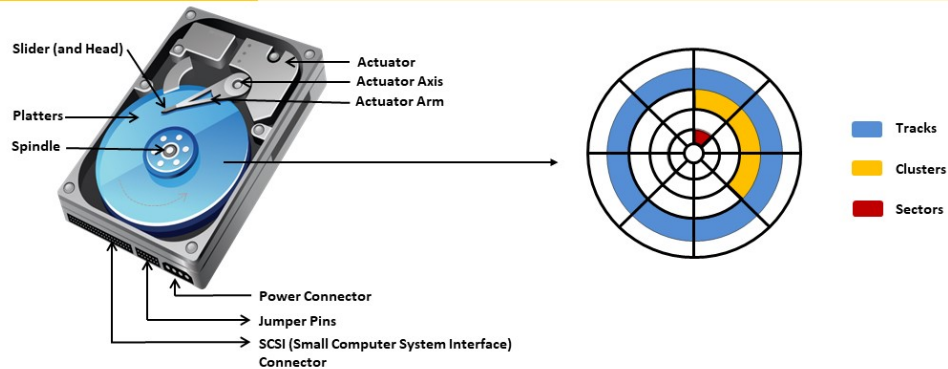 Slider (and Head)
Platters
Spindle
Actuator
Actuator Axis
Actuator Arm
Power Connector
Jumper Pins
SCSI (Small Computer System Interface)
Connector
Tracks
Clusters
Sectors